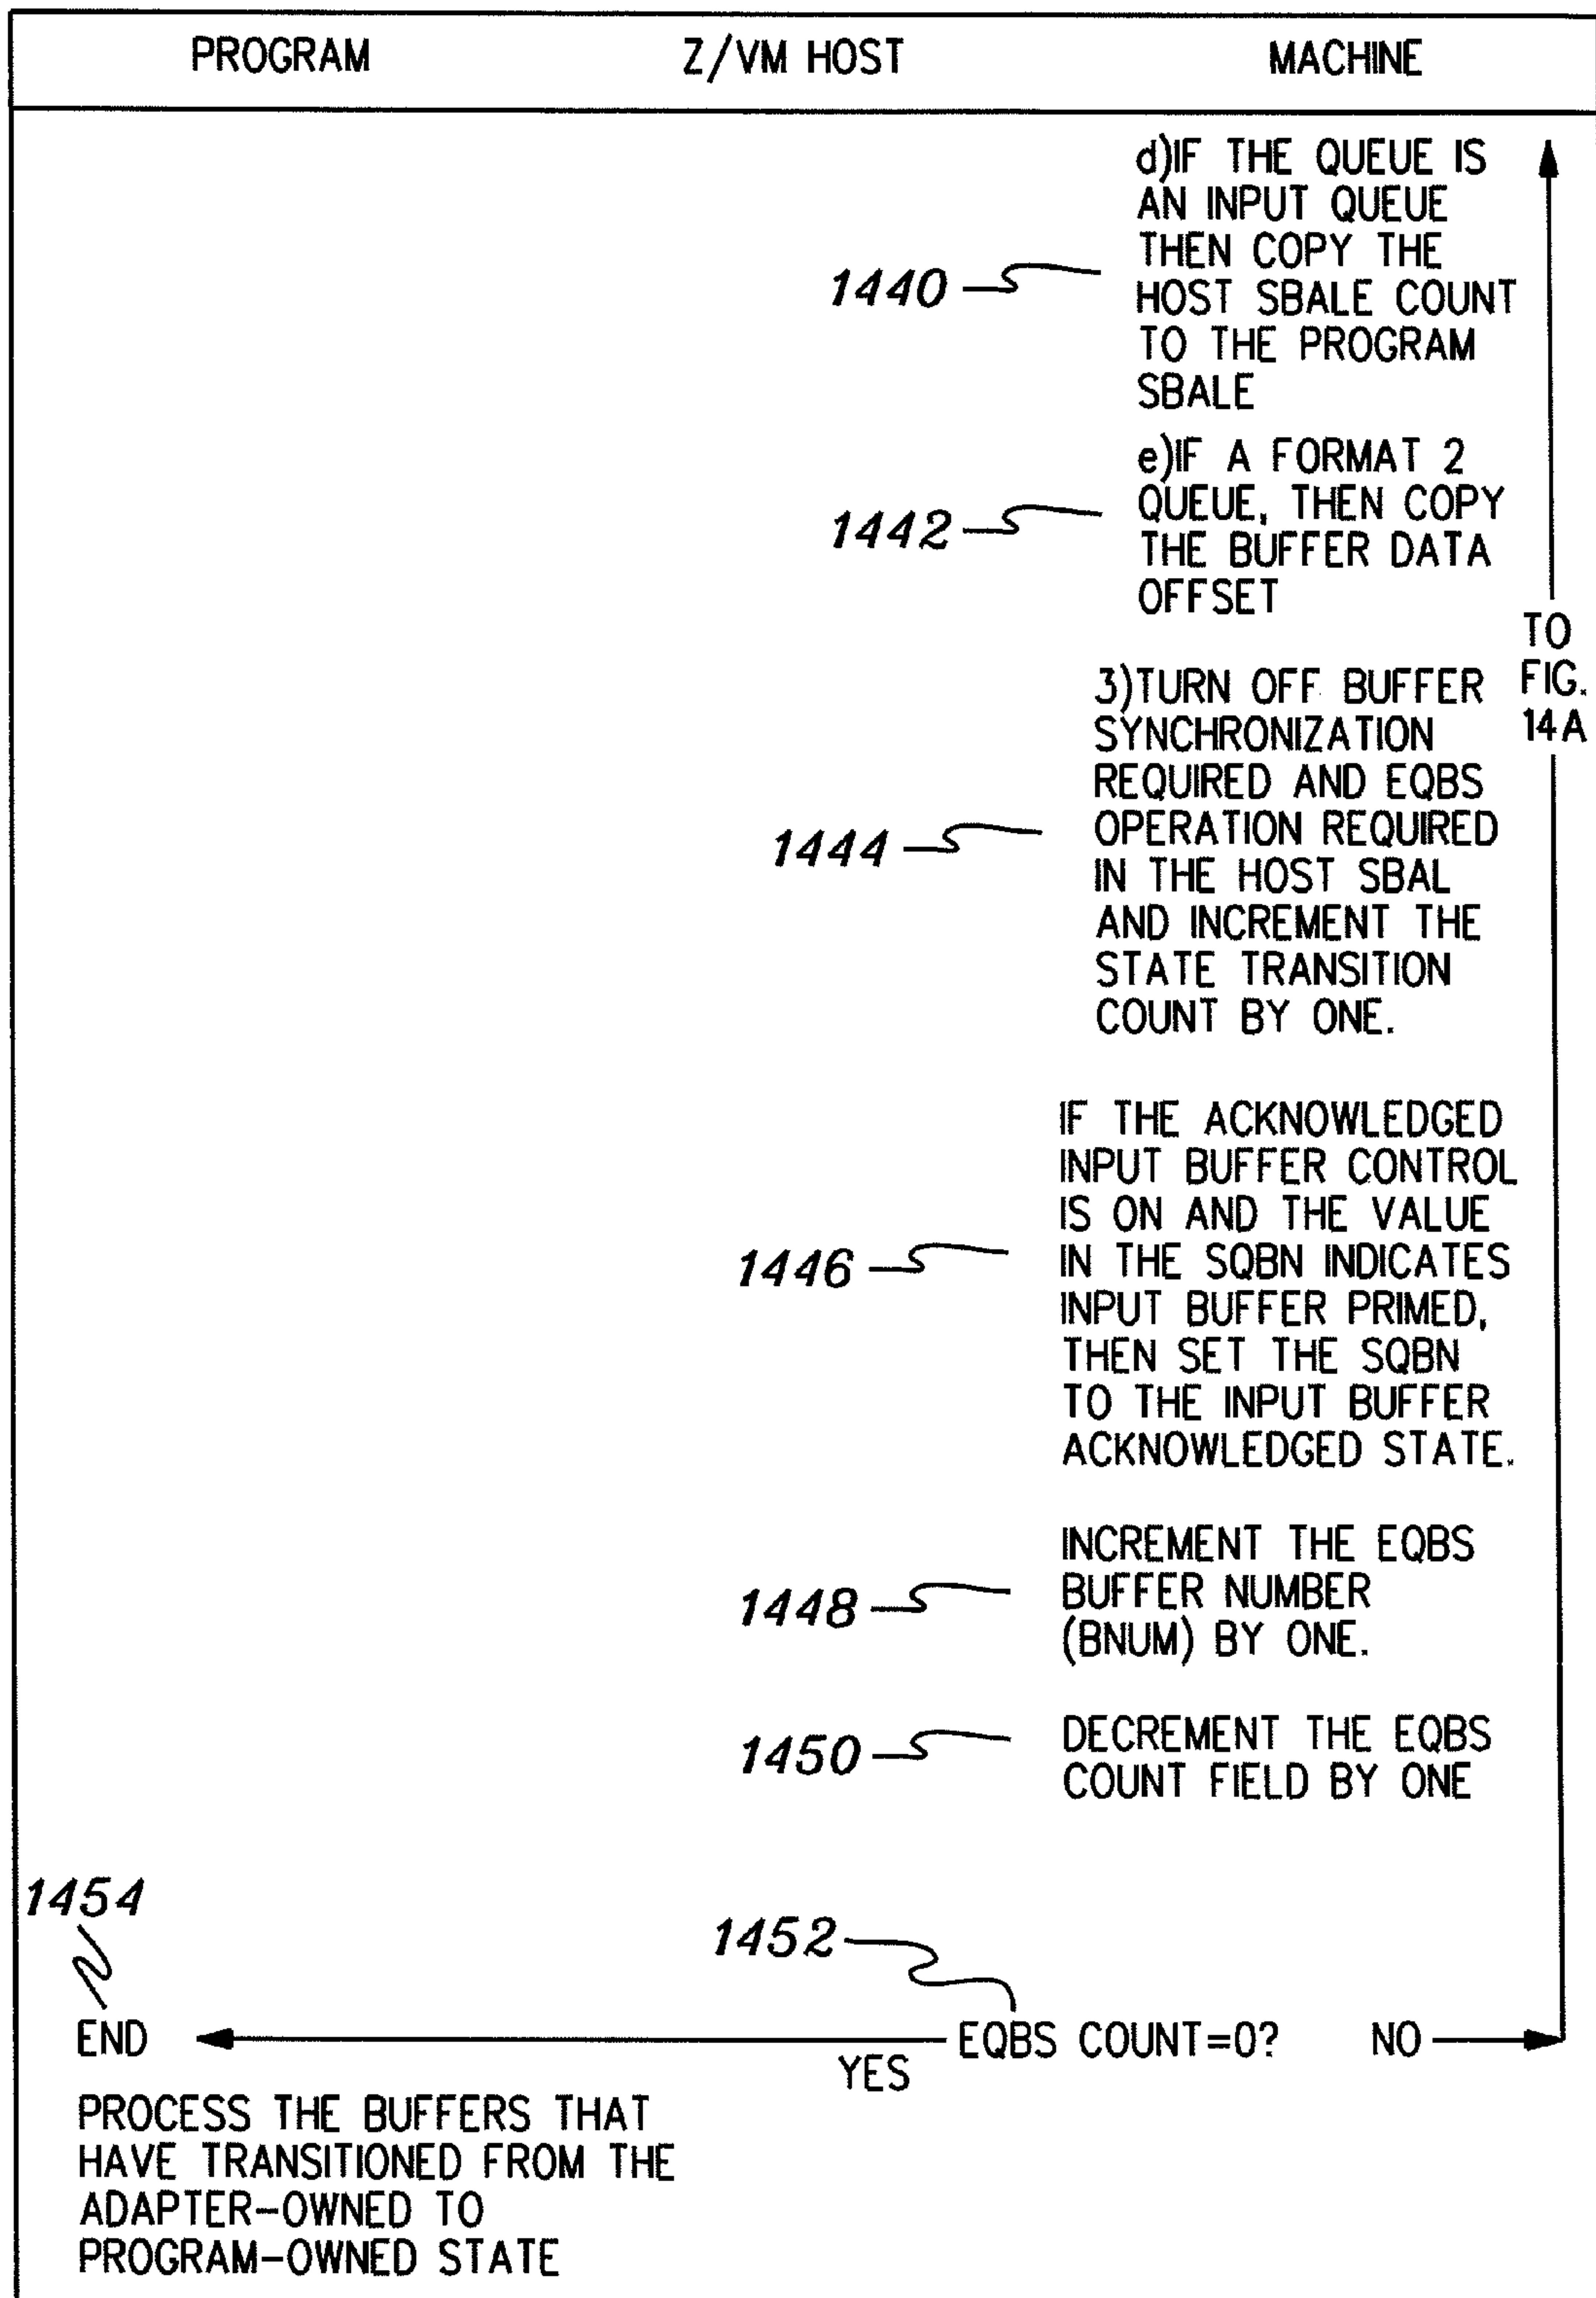 PROGRAM
Z/VM HOST
MACHINE
d)IF THE QUEUE IS
AN INPUT QUEUE
THEN COPY THE
HOST SBALE COUNT
TO THE PROGRAM
SBALE
1440
e)IF A FORMAT 2
QUEUE, THEN COPY
THE BUFFER DATA
OFFSET
1442
TO
FIG.
14A
3)TURN OFF BUFFER
SYNCHRONIZATION
REQUIRED AND EQBS
OPERATION REQUIRED
IN THE HOST SBAL
AND INCREMENT THE
STATE TRANSITION
COUNT BY ONE.
1444
IF THE ACKNOWLEDGED
INPUT BUFFER CONTROL
IS ON AND THE VALUE
IN THE SQBN INDICATES
INPUT BUFFER PRIMED,
THEN SET THE SQBN
TO THE INPUT BUFFER
ACKNOWLEDGED STATE.
1446
INCREMENT THE EQBS
BUFFER NUMBER
(BNUM) BY ONE.
1448
DECREMENT THE EQBS
COUNT FIELD BY ONE
1450
1454
1452
END
YES
EQBS COUNT=0?
NO
PROCESS THE BUFFERS THAT
HAVE TRANSITIONED FROM THE
ADAPTER-OWNED TO
PROGRAM-OWNED STATE